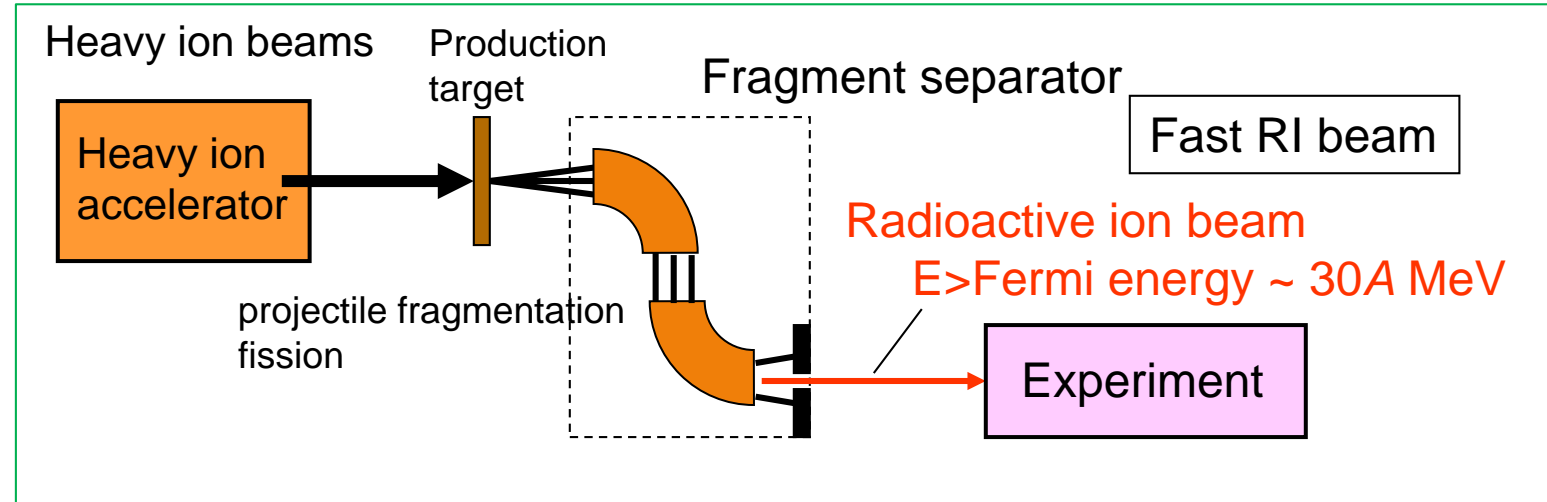 Heavy ion beams
Production
target
Fragment separator
Fast RI beam
Heavy ion
accelerator
Radioactive ion beam
E>Fermi energy ~ 30A MeV
projectile fragmentation
fission
Experiment